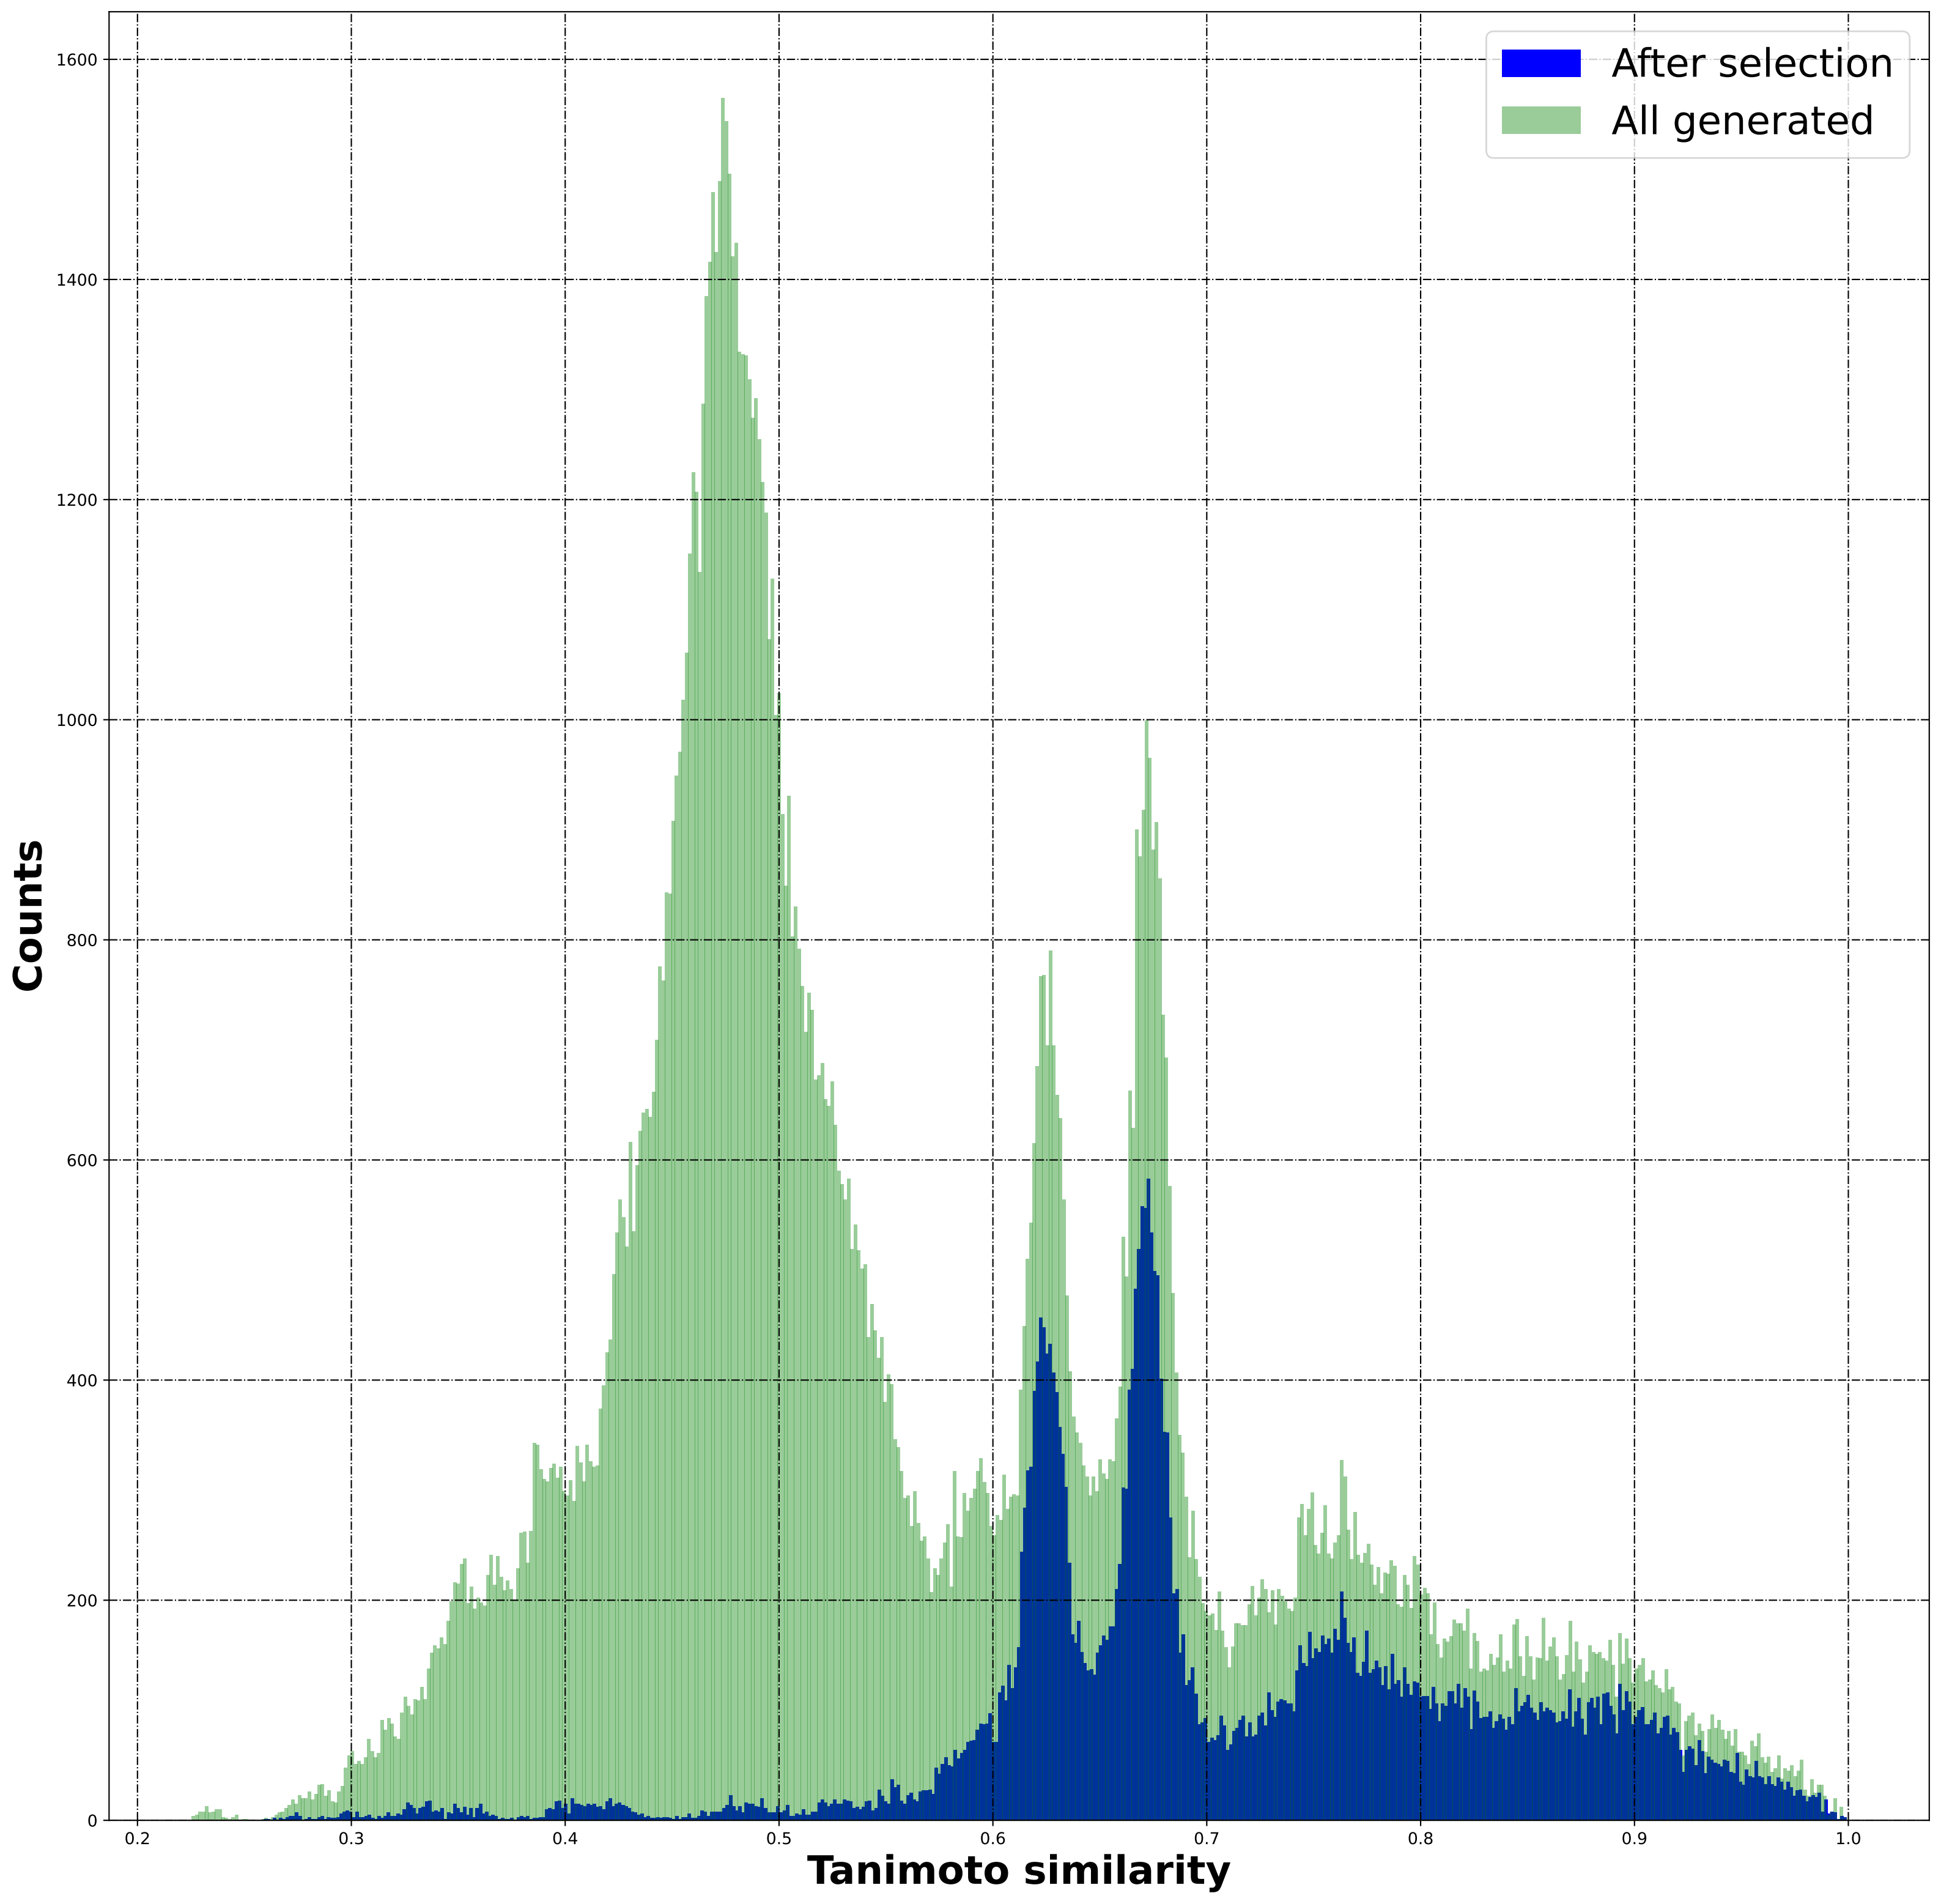 After selection
All generated
1600
1400
1200
1000
800
600
400
200
0
Counts
0.2 0.3 0.4 0.5 0.6 0.7 0.8 0.9 1.0
Tanimoto similarity